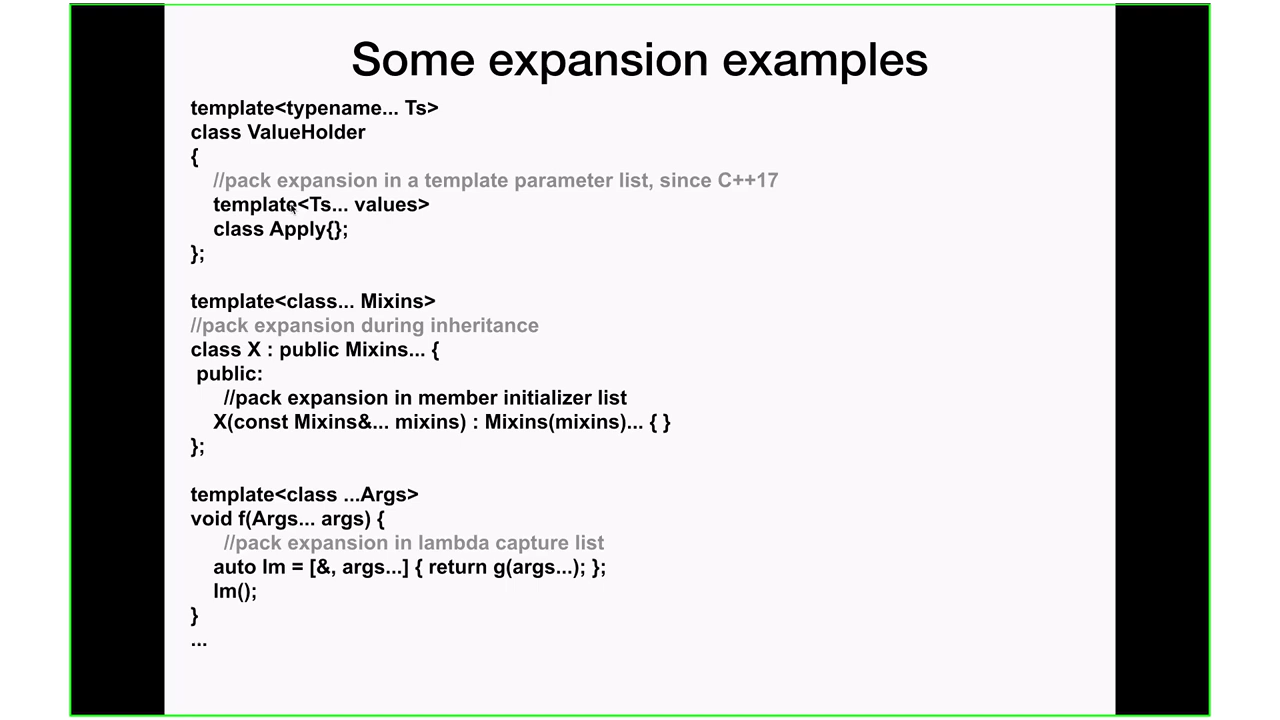 Some expansion examples
template<typename... Ts>
class ValueHolder
{
//pack expansion in a template parameter list, since C++17
template<Ts... values>
class Apply{};
};
template<class... Mixins>
//pack expansion during inheritance
class X : public Mixins... {
public:
//pack expansion in member initializer list
X(const Mixins&... mixins) : Mixins(mixins)... { }
};
template<class ...Args>
void f(Args... args) {
//pack expansion in lambda capture list
auto lm = [&, args...] { return g(args...); };
lm();
}
...